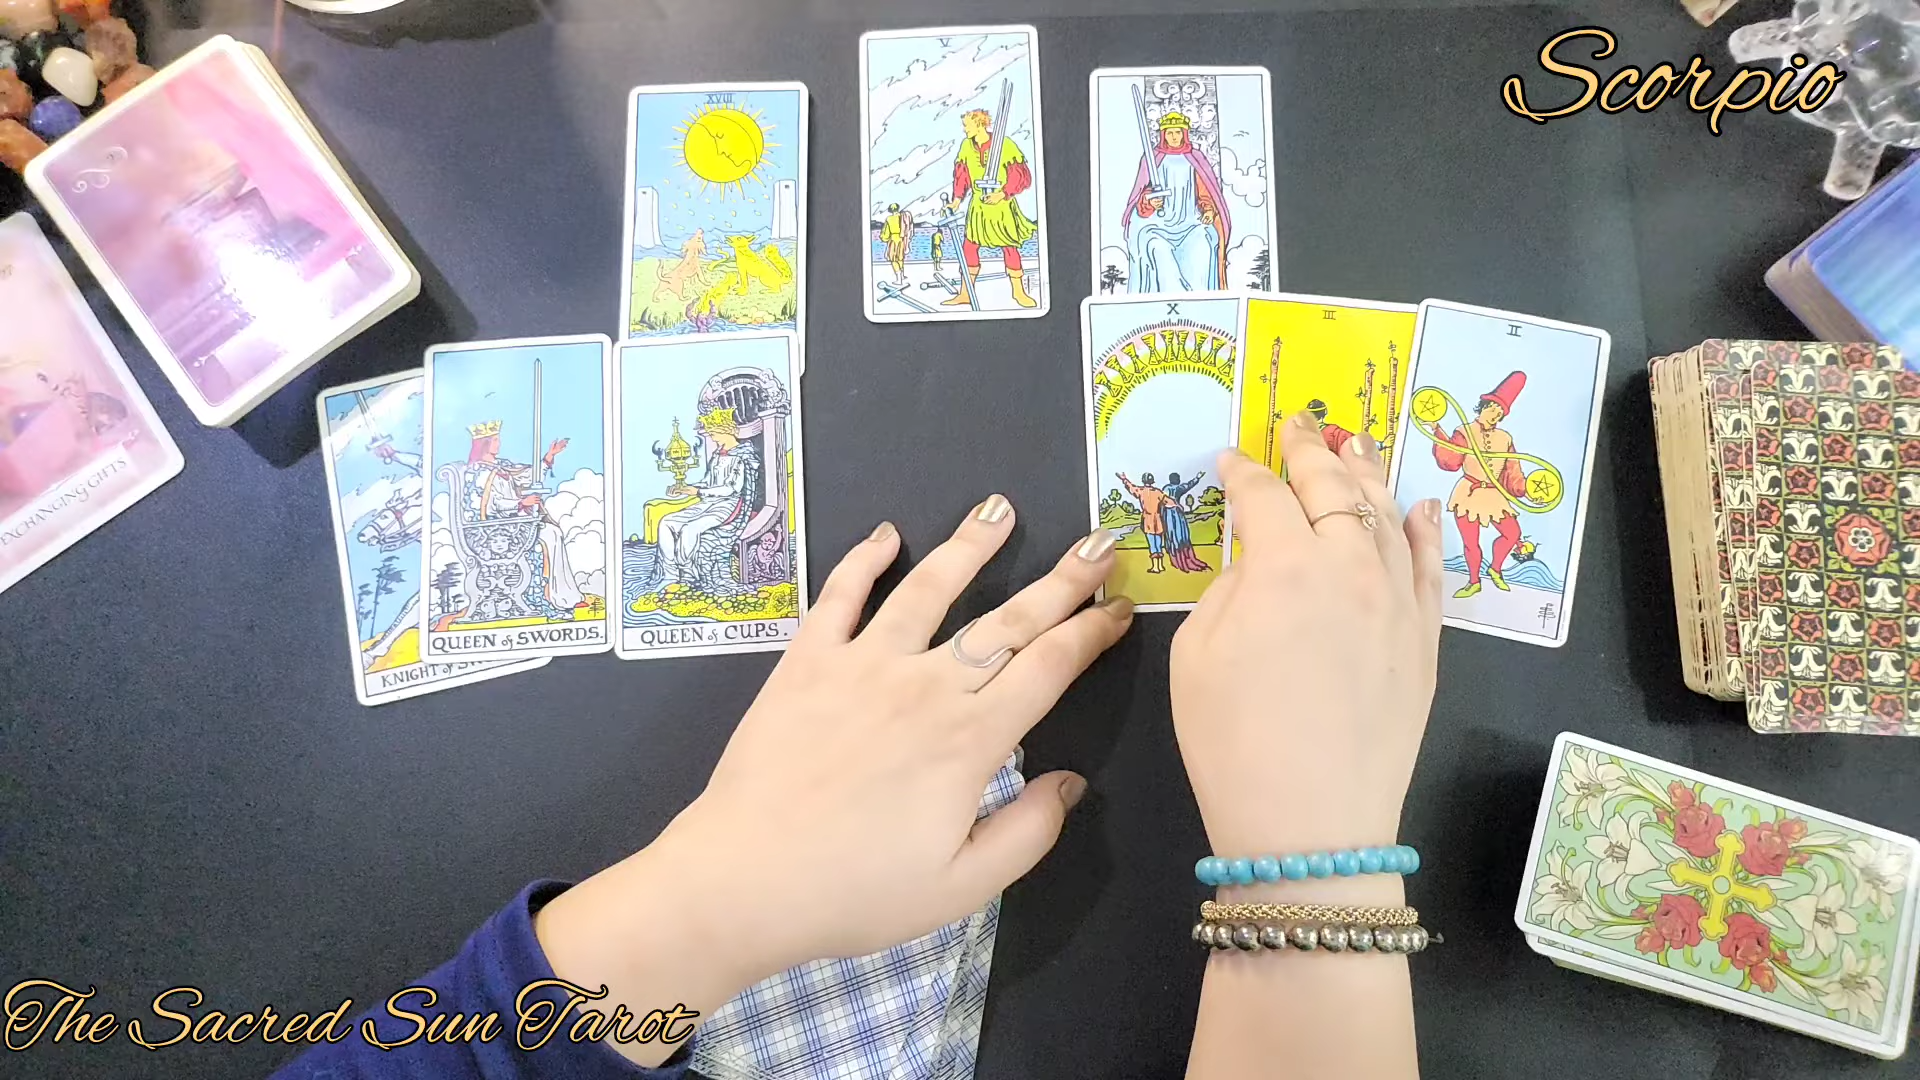 Scorpio
XVIII
V
X
III
II
EXCHANGING GIFTS
QUEEN of SWORDS.
QUEEN of CUPS.
KNIGHT of
The Sacred Sun Tarot